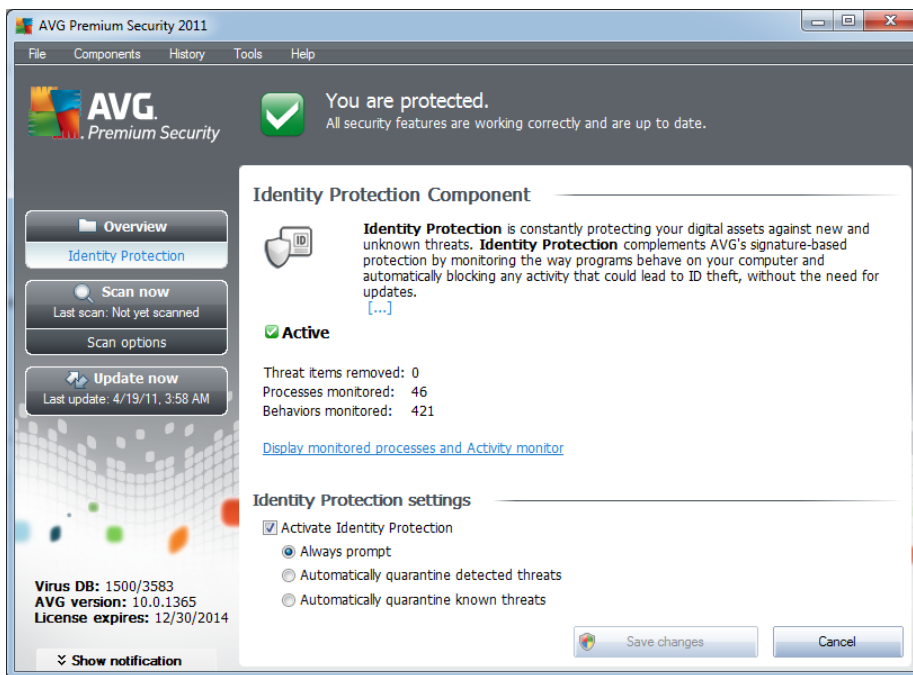 AVG Premium Security 2011
File Components History Tools Help
AVG.
Premium Security
You are protected.
All security features are working correctly and are up to date.
Overview
Identity Protection
Scan now
Last scan: Not yet scanned
Scan options
Update now
Last update: 4/19/11, 3:58 AM
Virus DB: 1500/3583
AVG version: 10.0.1365
License expires: 12/30/2014
Show notification
Identity Protection Component
ID
Identity Protection is constantly protecting your digital assets against new and
unknown threats. Identity Protection complements AVG's signature-based
protection by monitoring the way programs behave on your computer and
automatically blocking any activity that could lead to ID theft, without the need for
updates.
[...]
Active
Threat items removed: 0
Processes monitored: 46
Behaviors monitored: 421
Display monitored processes and Activity monitor
Identity Protection settings
Activate Identity Protection
Always prompt
Automatically quarantine detected threats
Automatically quarantine known threats
Save changes Cancel